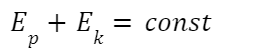 E_p + E_k = const